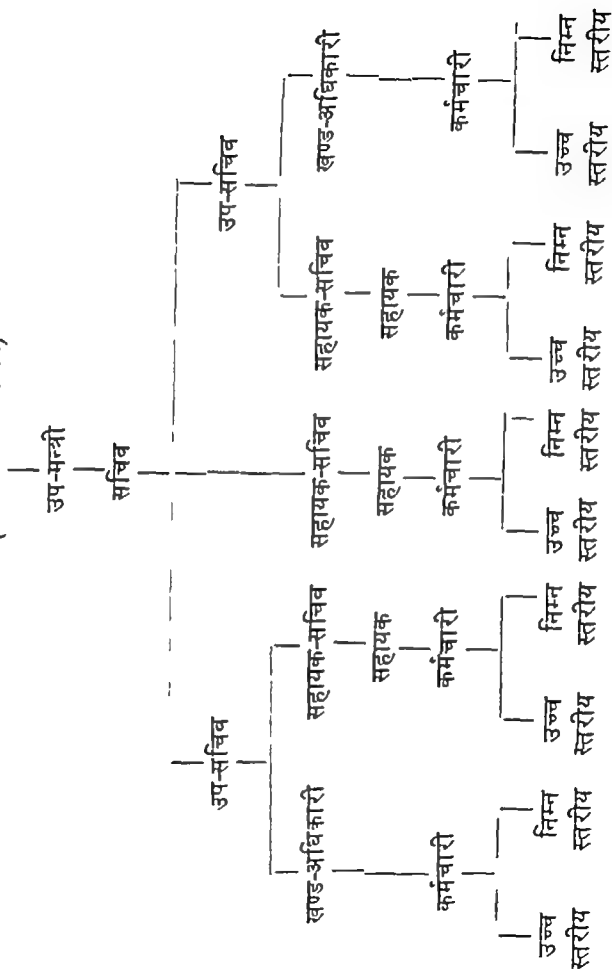 उप-मन्त्री
सचिव
उप-सचिव उप-सचिव
खण्ड-अधिकारी सहायक-सचिव सहायक-सचिव सहायक-सचिव खण्ड-अधिकारी
सहायक सहायक सहायक
कर्मचारी कर्मचारी कर्मचारी कर्मचारी कर्मचारी
उच्च निम्न उच्च निम्न उच्च निम्न उच्च निम्न उच्च निम्न
स्तरीय स्तरीय स्तरीय स्तरीय स्तरीय स्तरीय स्तरीय स्तरीय स्तरीय स्तरीय